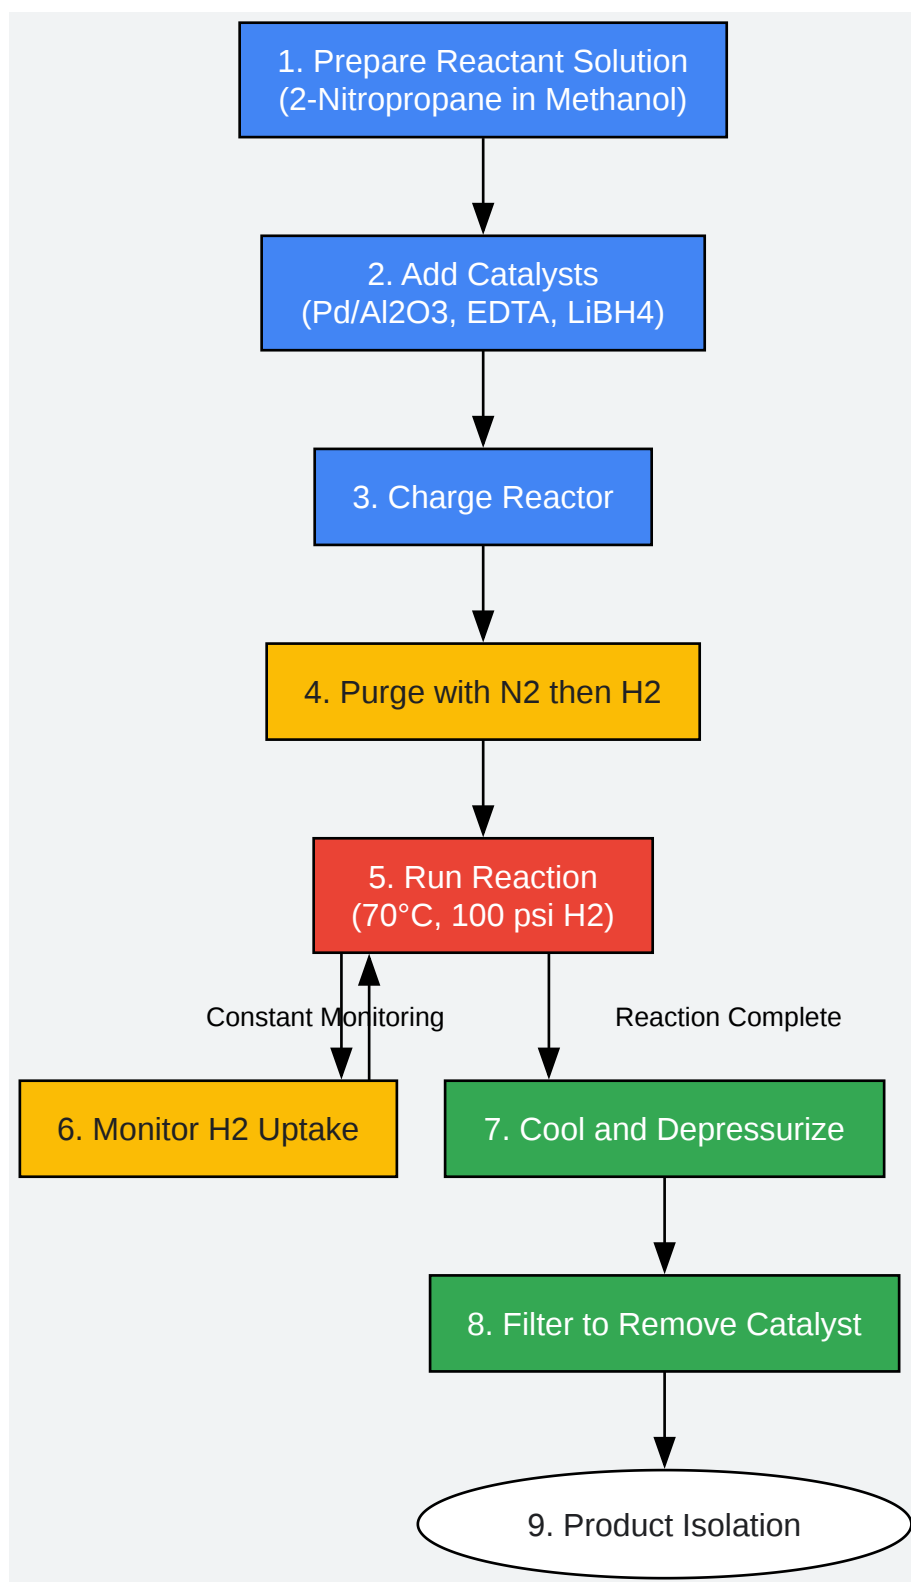 1. Prepare Reactant Solution
(2-Nitropropane in Methanol)
2. Add Catalysts
(Pd/Al2O3, EDTA, LiBH4)
3. Charge Reactor
4. Purge with N2 then H2
5. Run Reaction
(70°C, 100 psi H2)
Constant Monitoring
Reaction Complete
6. Monitor H2 Uptake
7. Cool and Depressurize
8. Filter to Remove Catalyst
9. Product Isolation